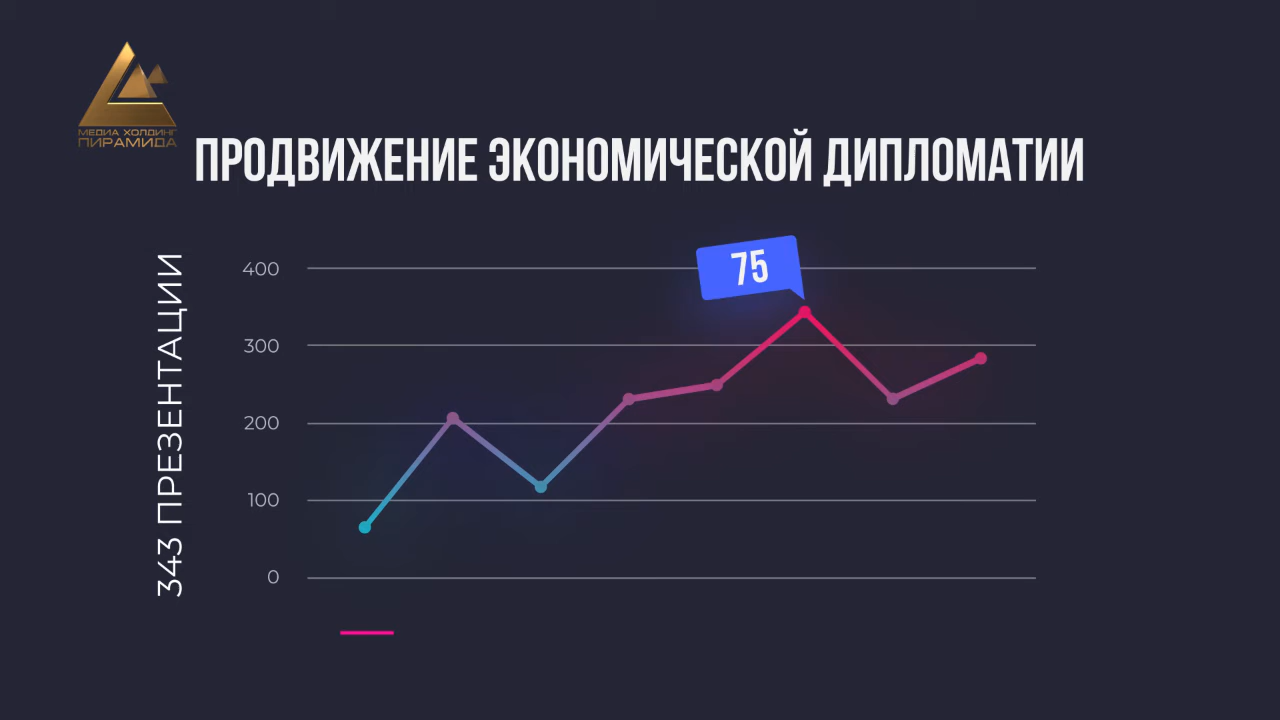 МЕДИА ХОЛДИНГ
ПИРАМИДА
ПРОДВИЖЕНИЕ ЭКОНОМИЧЕСКОЙ ДИПЛОМАТИИ
343 ПРЕЗЕНТАЦИИ
75
400
300
200
100
0